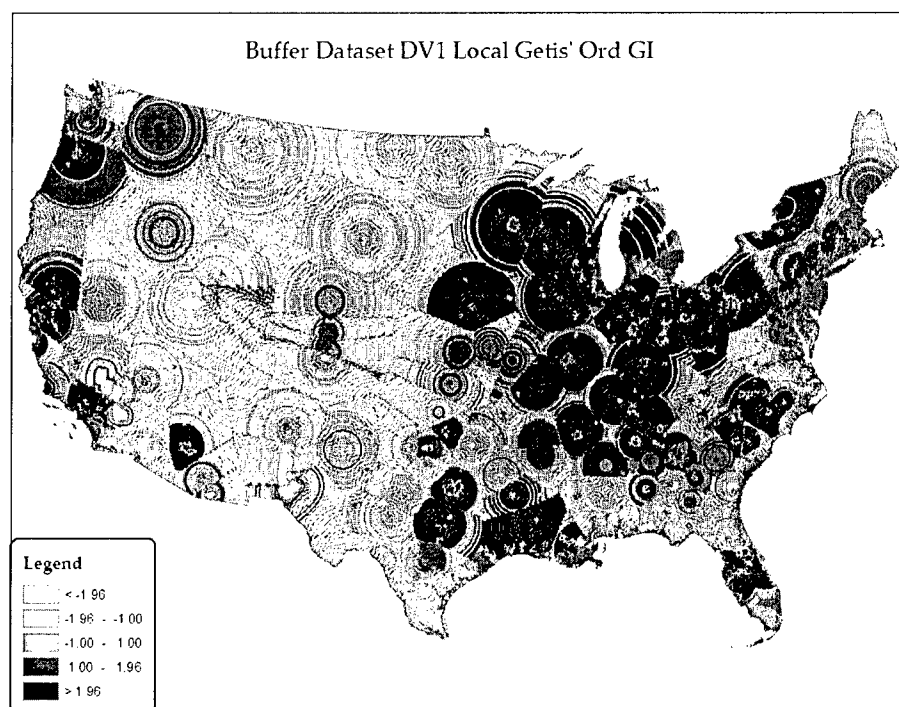 Buffer Dataset DV1 Local Getis' Ord GI
Legend
< -1.96
-1.96 - -1.00
-1.00 - 1.00
1.00 - 1.96
> 1.96